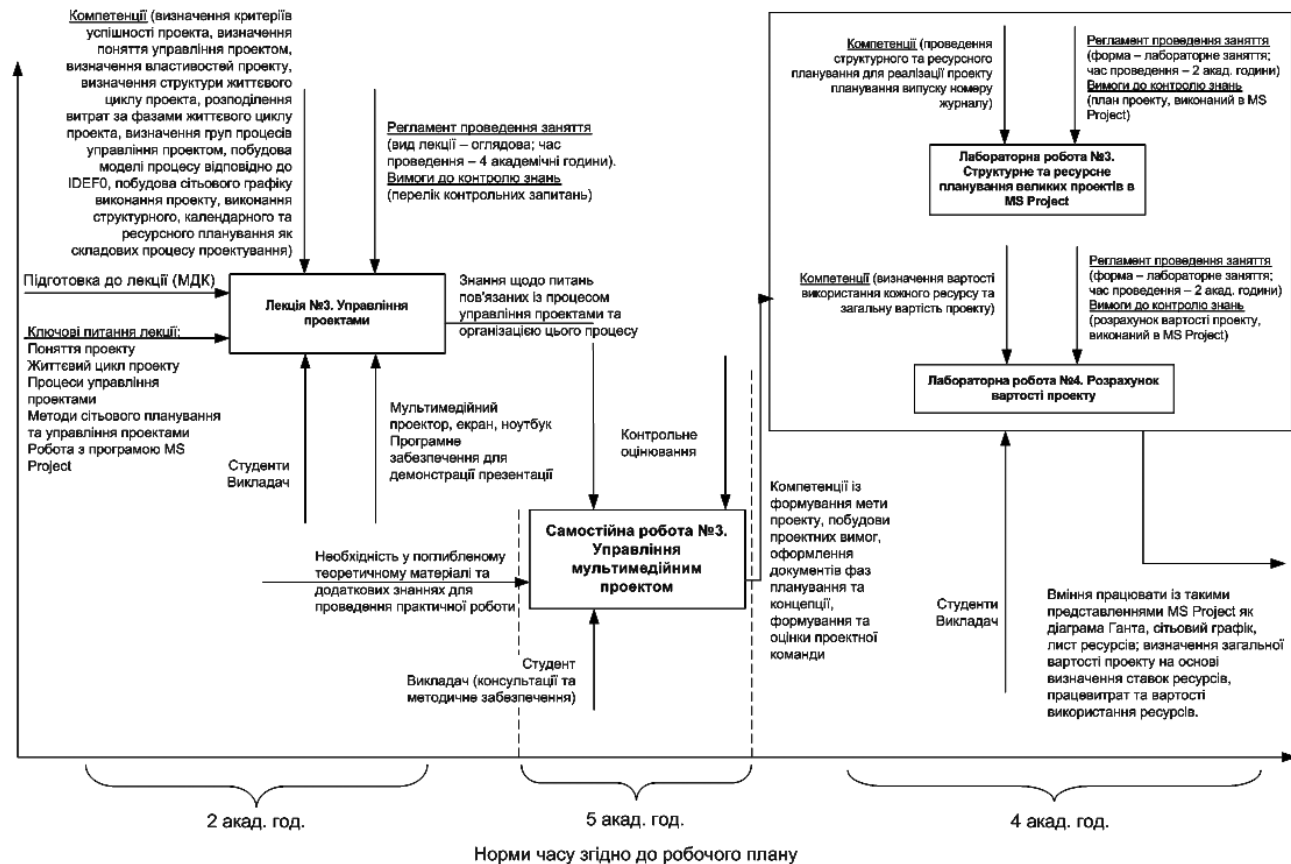 Компетенції (визначення критеріїв
успішності проекта, визначення
поняття управління проектом,
визначення властивостей проекту,
визначення структури життєвого
циклу проекта, розподілення
витрат за фазами життєвого циклу
проекта, визначення груп процесів
управління проектом, побудова
моделі процесу відповідно до
IDEF0, побудова сітьового графіку
виконання проекту, виконання
структурного, календарного та
ресурсного планування як
складових процесу проектування)
Регламент проведення заняття
(вид лекції – оглядова; час
проведення – 4 академічні години).
Вимоги до контролю знань
(перелік контрольних запитань)
Підготовка до лекції (МДК)
Ключові питання лекції:
Поняття проекту
Життєвий цикл проекту
Процеси управління
проектами
Методи сітьового планування
та управління проектами
Робота з програмою MS
Project
Лекція №3. Управління
проектами
Знання щодо питань
пов'язаних із процесом
управління проектами та
організацією цього процесу
Студенти
Викладач
Мультимедійний
проектор, екран, ноутбук
Програмне
забезпечення для
демонстрації презентації
Контрольне
оцінювання
Необхідність у поглибленому
теоретичному матеріалі та
додаткових знаннях для
проведення практичної роботи
Самостійна робота №3.
Управління
мультимедійним
проектом
Студент
Викладач (консультації та
методичне забезпечення)
Компетенції із
формування мети
проекту, побудови
проектних вимог,
оформлення
документів фаз
планування та
концепції,
формування та
оцінки проектної
команди
Компетенції (проведення
структурного та ресурсного
планування для реалізації проекту
планування випуску номеру
журналу)
Регламент проведення заняття
(форма – лабораторне заняття;
час проведення – 2 акад. години)
Вимоги до контролю знань
(план проекту, виконаний в MS
Project)
Лабораторна робота №3.
Структурне та ресурсне
планування великих проектів в
MS Project
Компетенції (визначення вартості
використання кожного ресурсу та
загальну вартість проекту)
Регламент проведення заняття
(форма – лабораторне заняття;
час проведення – 2 акад. години)
Вимоги до контролю знань
(розрахунок вартості проекту,
виконаний в MS Project)
Лабораторна робота №4. Розрахунок
вартості проекту
Студенти
Викладач
Вміння працювати із такими
представленнями MS Project як
діаграма Ганта, сітьовий графік,
лист ресурсів; визначення загальної
вартості проекту на основі
визначення ставок ресурсів,
працевитрат та вартості
використання ресурсів.
2 акад. год.
5 акад. год.
4 акад. год.
Норми часу згідно до робочого плану